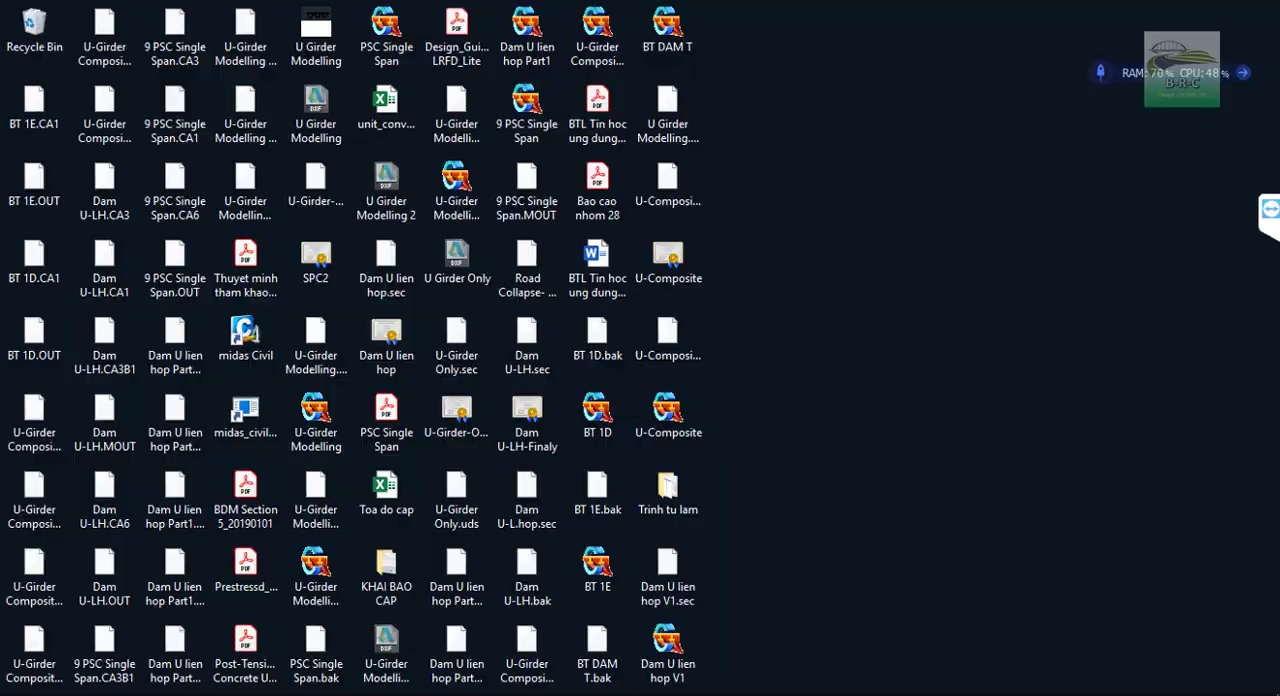 Recycle Bin
U-Girder
Composi...
9 PSC Single
Span.CA3
U-Girder
Modelling ...
U Girder
Modelling
PSC Single
Span
Design_Gui...
LRFD_Lite
Dam U lien
hop Part1
U-Girder
Composi...
BT DAM T
RAM: 70 % CPU: 48 %
B-R-C
BT 1E.CA1
U-Girder
Composi...
9 PSC Single
Span.CA1
U-Girder
Modelling ...
DXF
U Girder
Modelling
unit_conv...
U-Girder
Modelli...
9 PSC Single
Span
BTL Tin hoc
ung dung...
U Girder
Modelling....
BT 1E.OUT
Dam
U-LH.CA3
9 PSC Single
Span.CA6
U-Girder
Modellin...
U-Girder-...
DXF
U Girder
Modelling 2
U-Girder
Modelli...
9 PSC Single
Span.MOUT
Bao cao
nhom 28
U-Composi...
BT 1D.CA1
Dam
U-LH.CA1
9 PSC Single
Span.OUT
Thuyet minh
tham khao...
SPC2
Dam U lien
hop.sec
DXF
U Girder Only
Road
Collapse- ...
BTL Tin hoc
ung dung...
U-Composite
BT 1D.OUT
Dam
U-LH.CA3B1
Dam U lien
hop Part...
midas Civil
U-Girder
Modelling....
Dam U lien
hop
U-Girder
Only.sec
Dam
U-LH.sec
BT 1D.bak
U-Composi...
U-Girder
Composi...
Dam
U-LH.MOUT
Dam U lien
hop Part...
midas_civil...
U-Girder
Modelling
PSC Single
Span
U-Girder-O...
Dam
U-LH-Finaly
BT 1D
U-Composite
U-Girder
Composi...
Dam
U-LH.CA6
Dam U lien
hop Part1....
BDM Section
5_20190101
U-Girder
Modelli...
Toa do cap
U-Girder
Only.uds
Dam
U-L.hop.sec
BT 1E.bak
Trinh tu lam
U-Girder
Composit...
Dam
U-LH.OUT
Dam U lien
hop Part1....
Prestressd_...
U-Girder
Modelli...
KHAI BAO
CAP
Dam U lien
hop Part...
Dam
U-LH.bak
BT 1E
Dam U lien
hop V1.sec
U-Girder
Composit...
9 PSC Single
Span.CA3B1
Dam U lien
hop Part...
Post-Tensi...
Concrete U...
PSC Single
Span.bak
DXF
U-Girder
Modelli...
Dam U lien
hop Part...
U-Girder
Composi...
BT DAM
T.bak
Dam U lien
hop V1